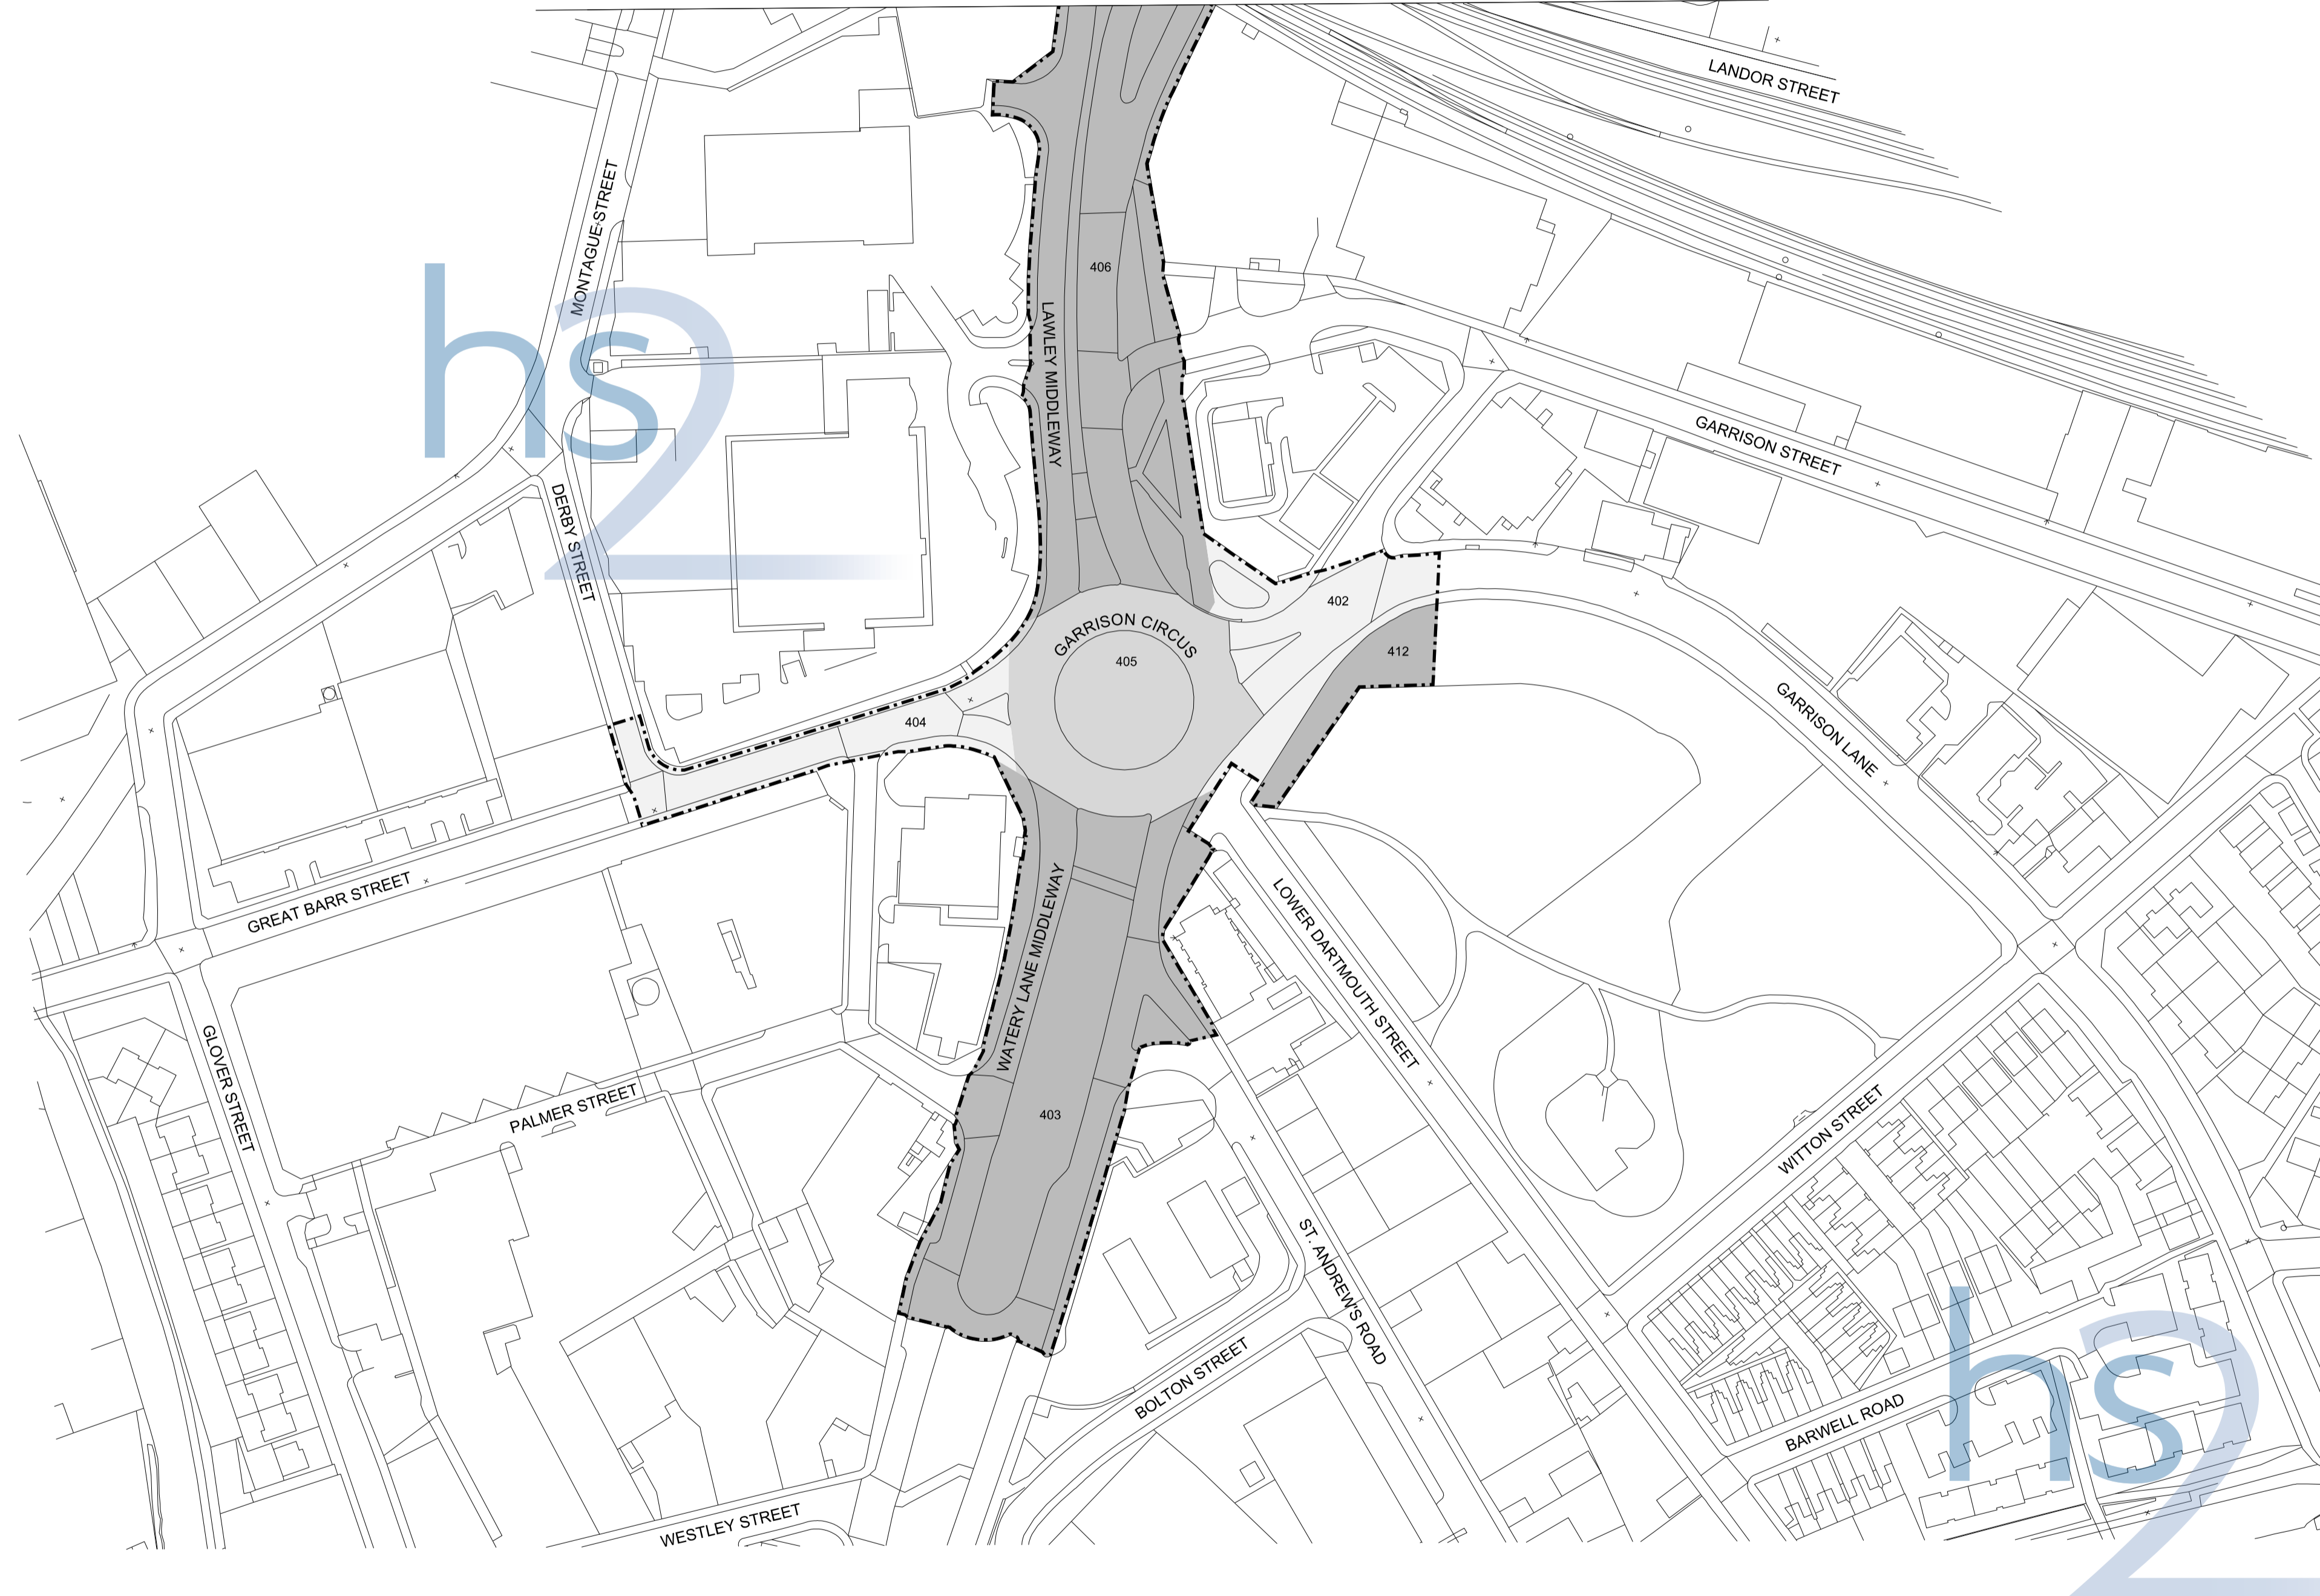 LANDOR STREET
MONTAGUE STREET
hs2
406
LAWLEY MIDDLEWAY
GARRISON STREET
DERBY STREET
402
GARRISON CIRCUS
405
412
404
GARRISON LANE
GREAT BARR STREET
WATERY LANE MIDDLEWAY
LOWER DARTMOUTH STREET
GLOVER STREET
PALMER STREET
403
WITTON STREET
ST. ANDREW'S ROAD
BOLTON STREET
BARWELL ROAD
hs2
WESTLEY STREET